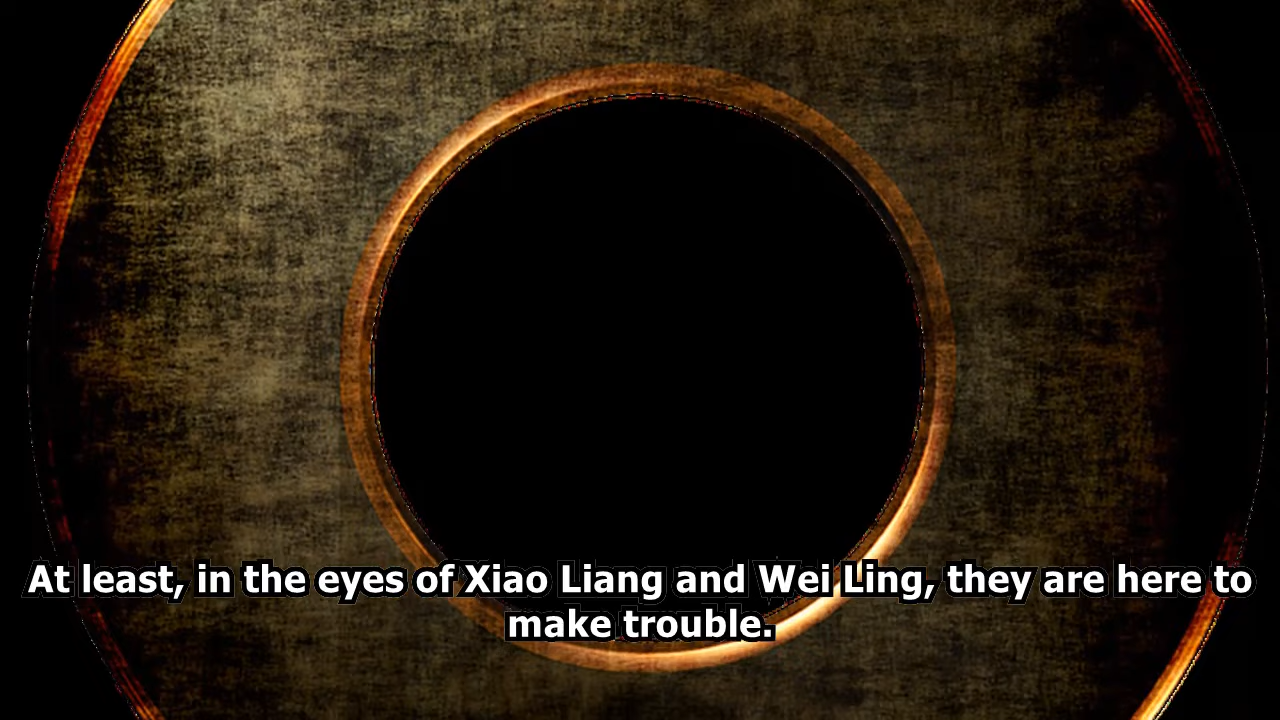 At least, in the eyes of Xiao Liang and Wei Ling, they are here to
make trouble.